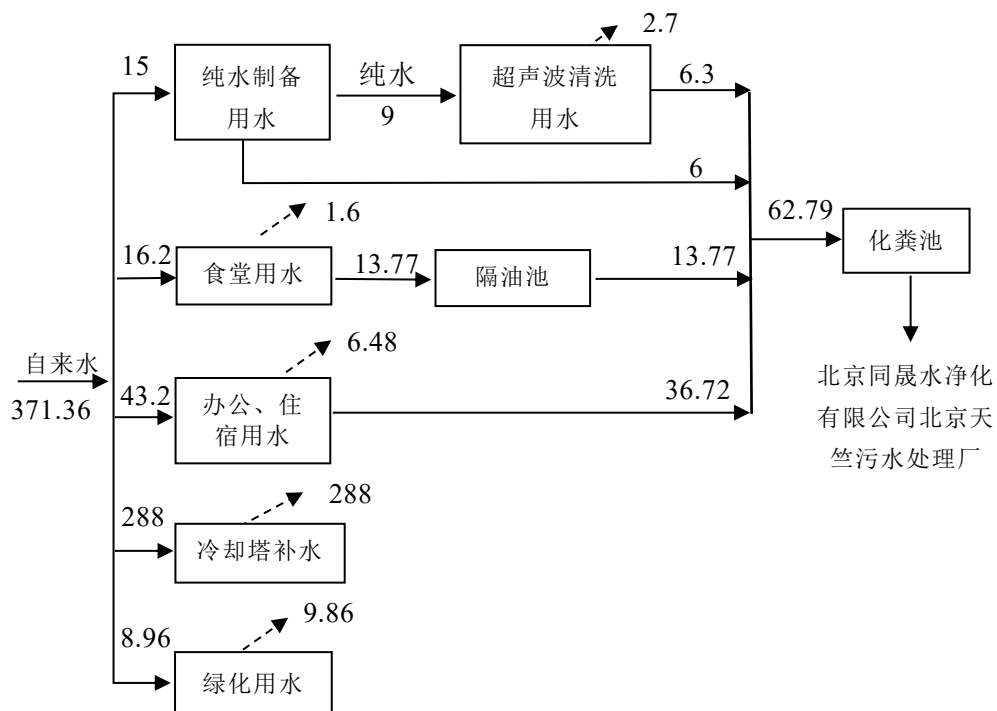 2.7
15
纯水制备
用水
纯水
9
超声波清洗
用水
6.3
6
1.6
62.79
化粪池
16.2
食堂用水
13.77
隔油池
13.77
6.48
自来水
371.36
43.2
办公、住
宿用水
36.72
北京同晟水净化
有限公司北京天
竺污水处理厂
288
288
冷却塔补水
9.86
8.96
绿化用水